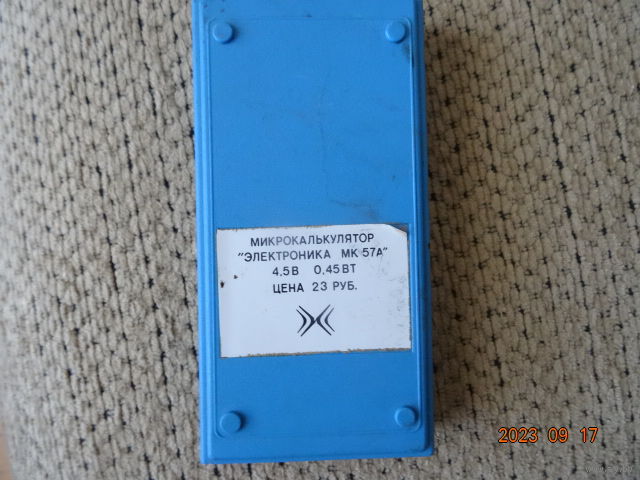 МИКРОКАЛЬКУЛЯТОР
"ЭЛЕКТРОНИКА МК 57А"
4,5В 0,45ВТ
ЦЕНА 23 РУБ.
2023 09 17